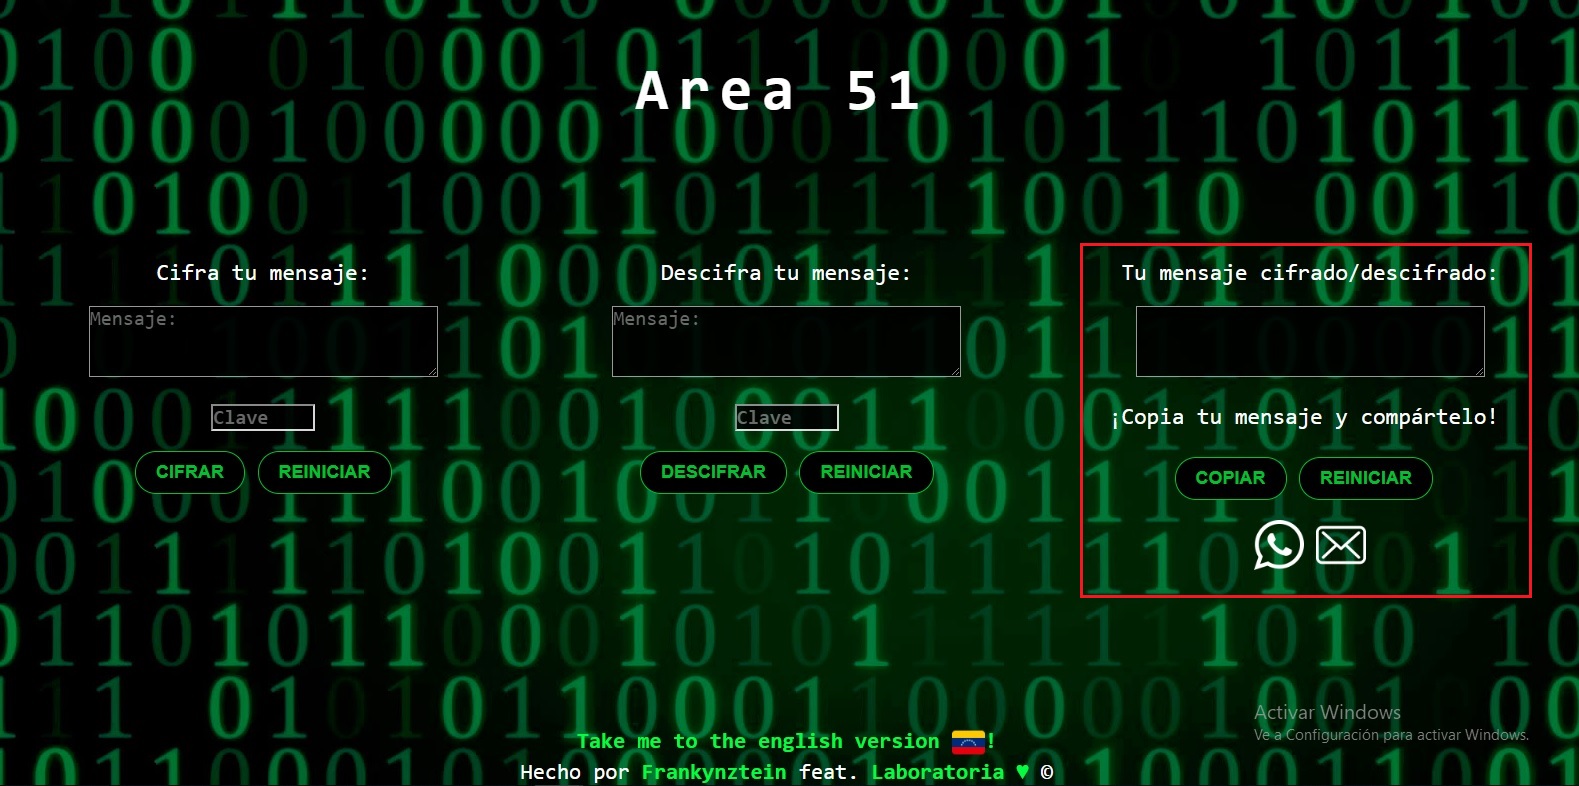 Area 51
Cifra tu mensaje:
Mensaje:
Clave
CIFRAR REINICIAR
Descifra tu mensaje:
Mensaje:
Clave
DESCIFRAR REINICIAR
Tu mensaje cifrado/descifrado:
¡Copia tu mensaje y compártelo!
COPIAR REINICIAR
Activar Windows
Ve a Configuración para activar Windows.
Take me to the english version 🇻🇪!
Hecho por Frankynztein feat. Laboratoria ♥ ©